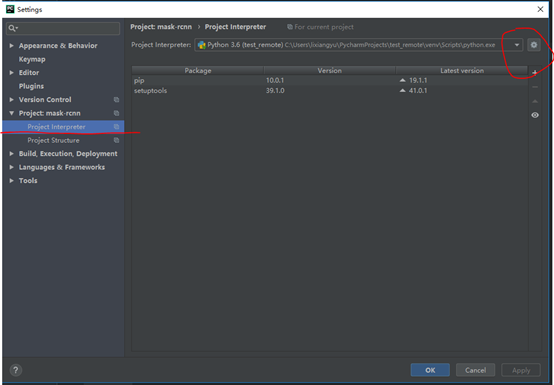 PC Settings
Project: mask-rcnn › Project Interpreter For current project
Appearance & Behavior
Keymap
Editor
Plugins
Version Control
Project: mask-rcnn
Project Interpreter
Project Structure
Build, Execution, Deployment
Languages & Frameworks
Tools
Project Interpreter: Python 3.6 (test_remote) C:\Users\lixiangyu\PycharmProjects\test_remote\venv\Scripts\python.exe
Package Version Latest version
pip 10.0.1 19.1.1
setuptools 39.1.0 41.0.1
?
OK Cancel Apply